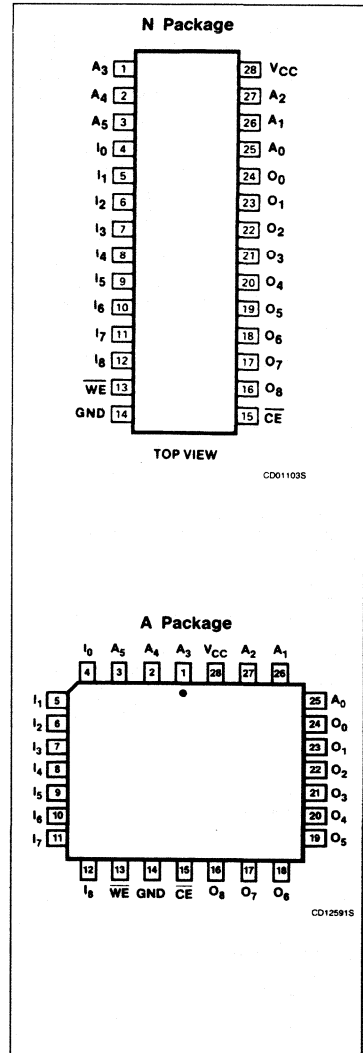 N Package
A3 1 28 VCC
A4 2 27 A2
A5 3 26 A1
I0 4 25 A0
I1 5 24 O0
I2 6 23 O1
I3 7 22 O2
I4 8 21 O3
I5 9 20 O4
I6 10 19 O5
I7 11 18 O6
I8 12 17 O7
W̅E̅ 13 16 O8
GND 14 15 C̅E̅
TOP VIEW
CD01103S
A Package
I0 A5 A4 A3 VCC A2 A1
4 3 2 1 28 27 26
I1 5 25 A0
I2 6 24 O0
I3 7 23 O1
I4 8 22 O2
I5 9 21 O3
I6 10 20 O4
I7 11 19 O5
12 13 14 15 16 17 18
I8 W̅E̅ GND C̅E̅ O8 O7 O6
CD12591S